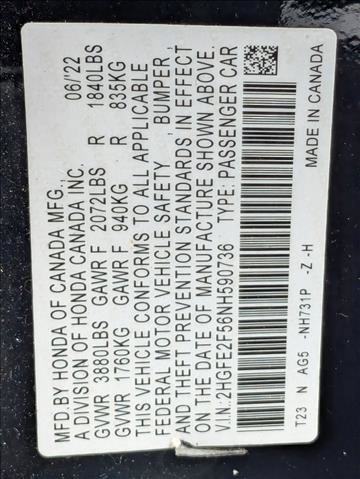 MFD.BY HONDA OF CANADA MFG.,
A DIVISION OF HONDA CANADA INC. 06/'22
GVWR 3880LBS GAWR F 2072LBS R 1840LBS
GVWR 1760KG GAWR F 940KG R 835KG
THIS VEHICLE CONFORMS TO ALL APPLICABLE
FEDERAL MOTOR VEHICLE SAFETY , BUMPER ,
AND THEFT PREVENTION STANDARDS IN EFFECT
ON THE DATE OF MANUFACTURE SHOWN ABOVE.
V.I.N.:2HGFE2F56NH590736 TYPE: PASSENGER CAR
T23 N AG5 -NH731P -Z -H MADE IN CANADA